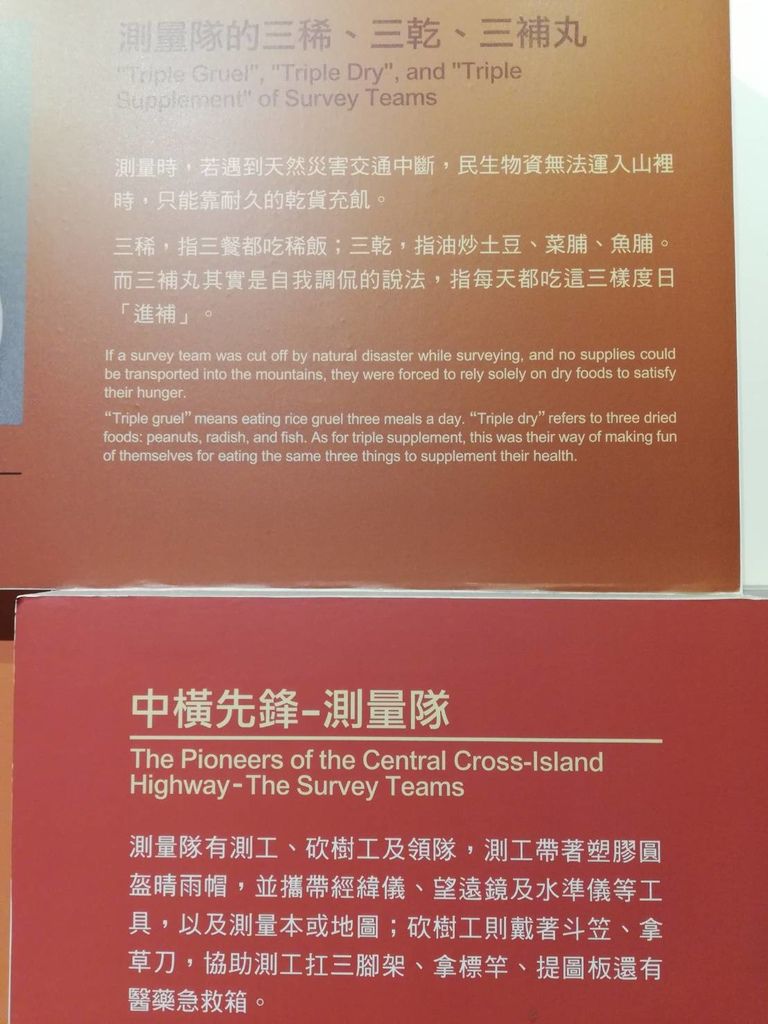 測量隊的三稀、三乾、三補丸
"Triple Gruel", "Triple Dry", and "Triple
Supplement" of Survey Teams
測量時，若遇到天然災害交通中斷，民生物資無法運入山裡
時，只能靠耐久的乾貨充飢。
三稀，指三餐都吃稀飯；三乾，指油炒土豆、菜脯、魚脯。
而三補丸其實是自我調侃的說法，指每天都吃這三樣度日
「進補」。
If a survey team was cut off by natural disaster while surveying, and no supplies could
be transported into the mountains, they were forced to rely solely on dry foods to satisfy
their hunger.
“Triple gruel” means eating rice gruel three meals a day. “Triple dry” refers to three dried
foods: peanuts, radish, and fish. As for triple supplement, this was their way of making fun
of themselves for eating the same three things to supplement their health.
中橫先鋒-測量隊
The Pioneers of the Central Cross-Island
Highway-The Survey Teams
測量隊有測工、砍樹工及領隊，測工帶著塑膠圓
盔晴雨帽，並攜帶經緯儀、望遠鏡及水準儀等工
具，以及測量本或地圖；砍樹工則戴著斗笠、拿
草刀，協助測工扛三腳架、拿標竿、提圖板還有
醫藥急救箱。